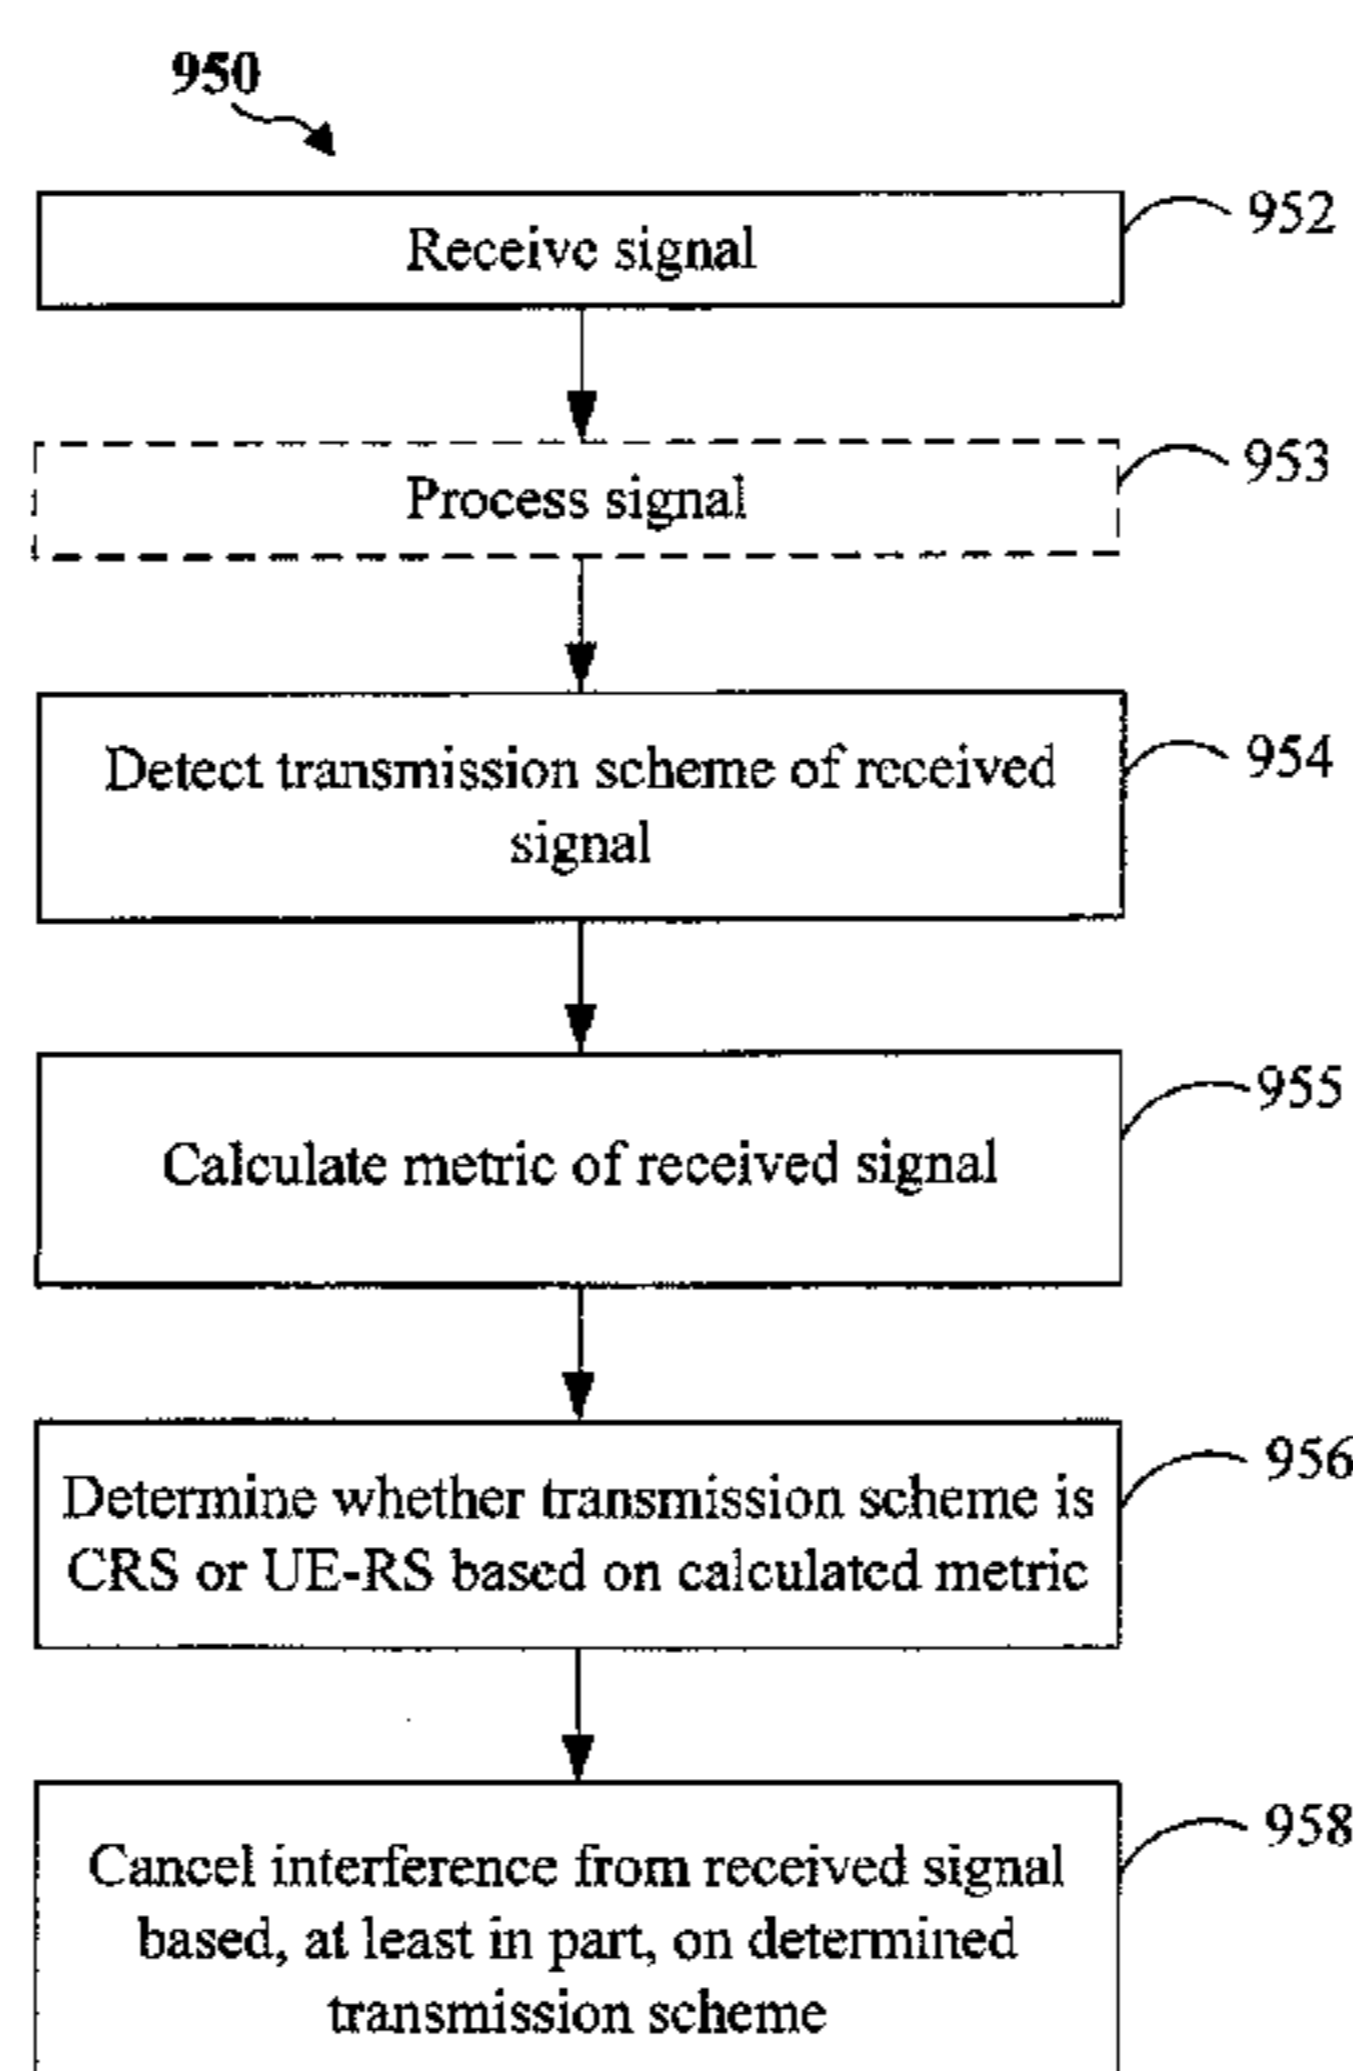 950
Receive signal
952
Process signal
953
Detect transmission scheme of received
signal
954
Calculate metric of received signal
955
Determine whether transmission scheme is
CRS or UE-RS based on calculated metric
956
Cancel interference from received signal
based, at least in part, on determined
transmission scheme
958